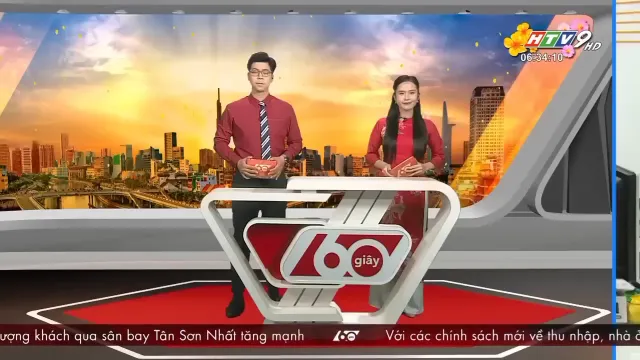 HTV9 HD
06:34:10
60 giây
ượng khách qua sân bay Tân Sơn Nhất tăng mạnh 60 Với các chính sách mới về thu nhập, nhà